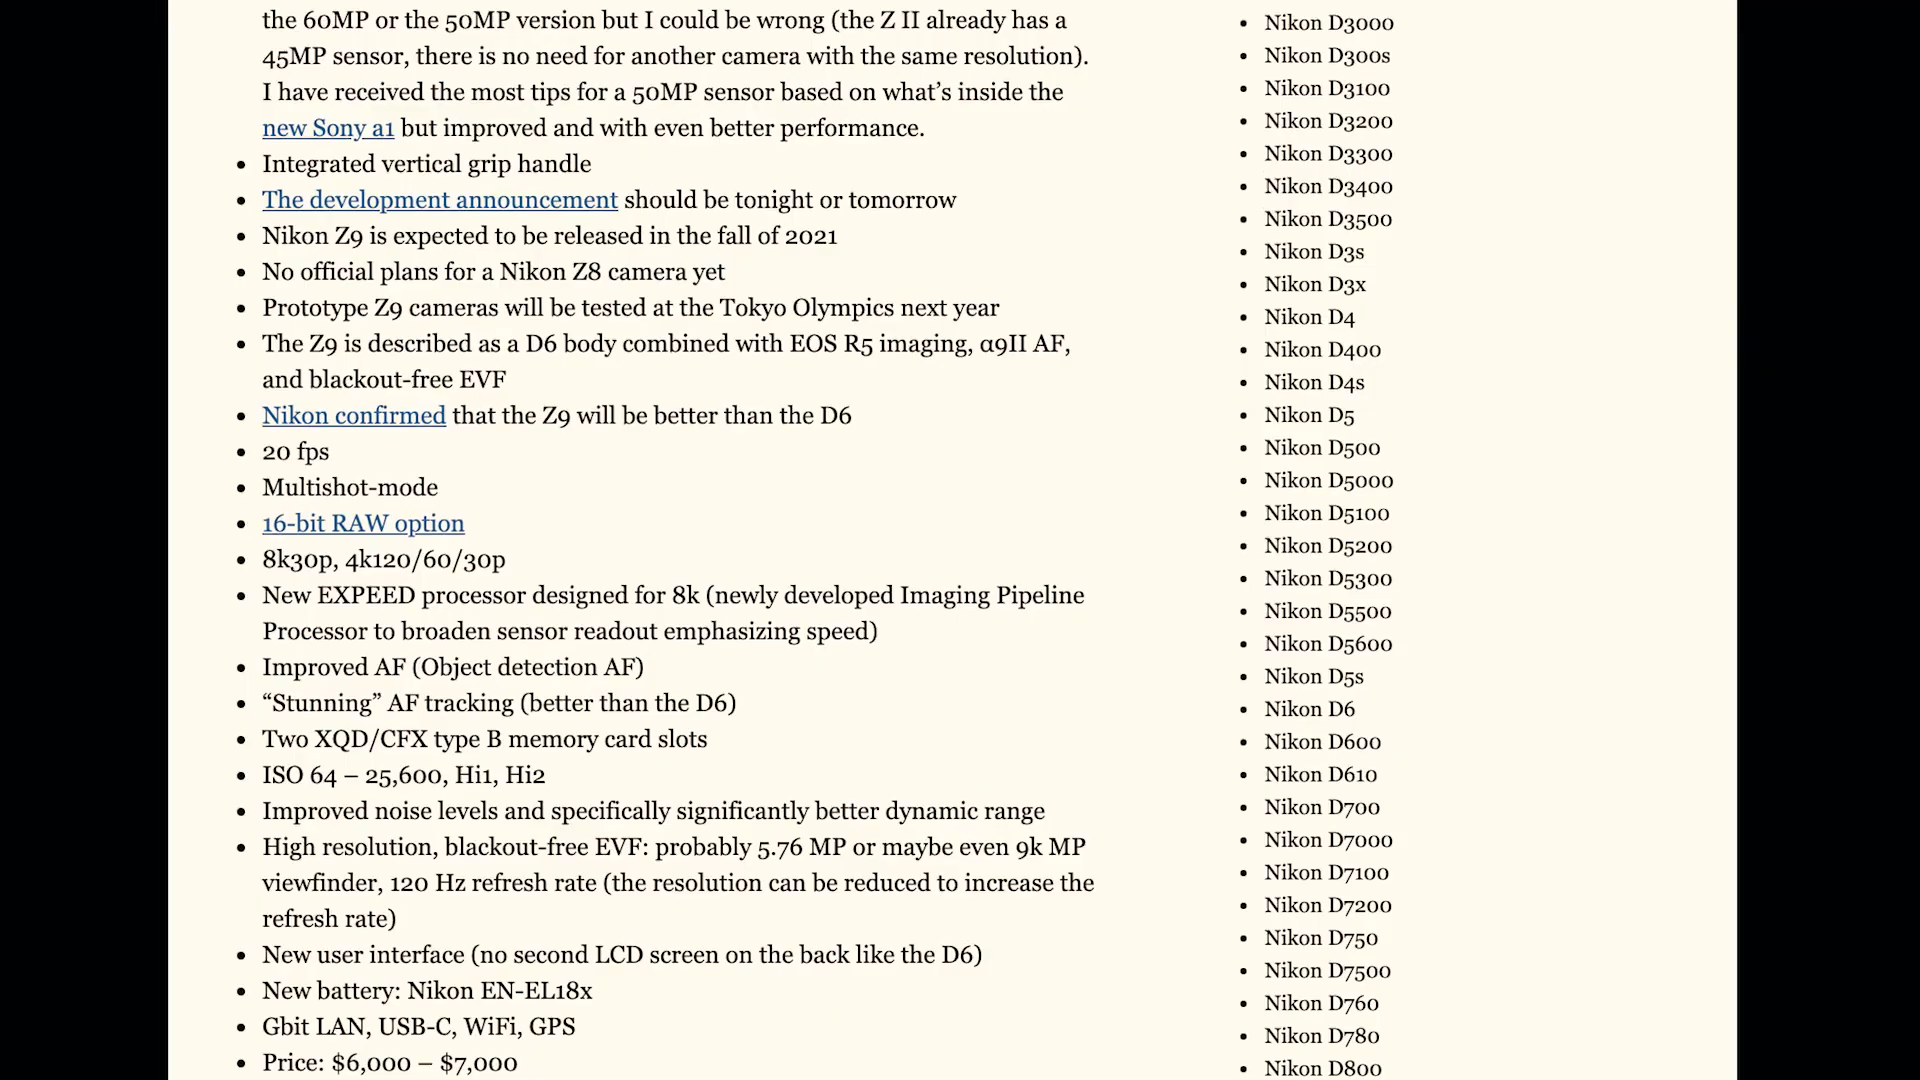 the 60MP or the 50MP version but I could be wrong (the Z II already has a
45MP sensor, there is no need for another camera with the same resolution).
I have received the most tips for a 50MP sensor based on what’s inside the
new Sony a1 but improved and with even better performance.
• Integrated vertical grip handle
• The development announcement should be tonight or tomorrow
• Nikon Z9 is expected to be released in the fall of 2021
• No official plans for a Nikon Z8 camera yet
• Prototype Z9 cameras will be tested at the Tokyo Olympics next year
• The Z9 is described as a D6 body combined with EOS R5 imaging, α9II AF,
and blackout-free EVF
• Nikon confirmed that the Z9 will be better than the D6
• 20 fps
• Multishot-mode
• 16-bit RAW option
• 8k30p, 4k120/60/30p
• New EXPEED processor designed for 8k (newly developed Imaging Pipeline
Processor to broaden sensor readout emphasizing speed)
• Improved AF (Object detection AF)
• “Stunning” AF tracking (better than the D6)
• Two XQD/CFX type B memory card slots
• ISO 64 – 25,600, Hi1, Hi2
• Improved noise levels and specifically significantly better dynamic range
• High resolution, blackout-free EVF: probably 5.76 MP or maybe even 9k MP
viewfinder, 120 Hz refresh rate (the resolution can be reduced to increase the
refresh rate)
• New user interface (no second LCD screen on the back like the D6)
• New battery: Nikon EN-EL18x
• Gbit LAN, USB-C, WiFi, GPS
• Price: $6,000 – $7,000
• Nikon D3000
• Nikon D300s
• Nikon D3100
• Nikon D3200
• Nikon D3300
• Nikon D3400
• Nikon D3500
• Nikon D3s
• Nikon D3x
• Nikon D4
• Nikon D400
• Nikon D4s
• Nikon D5
• Nikon D500
• Nikon D5000
• Nikon D5100
• Nikon D5200
• Nikon D5300
• Nikon D5500
• Nikon D5600
• Nikon D5s
• Nikon D6
• Nikon D600
• Nikon D610
• Nikon D700
• Nikon D7000
• Nikon D7100
• Nikon D7200
• Nikon D750
• Nikon D7500
• Nikon D760
• Nikon D780
• Nikon D800